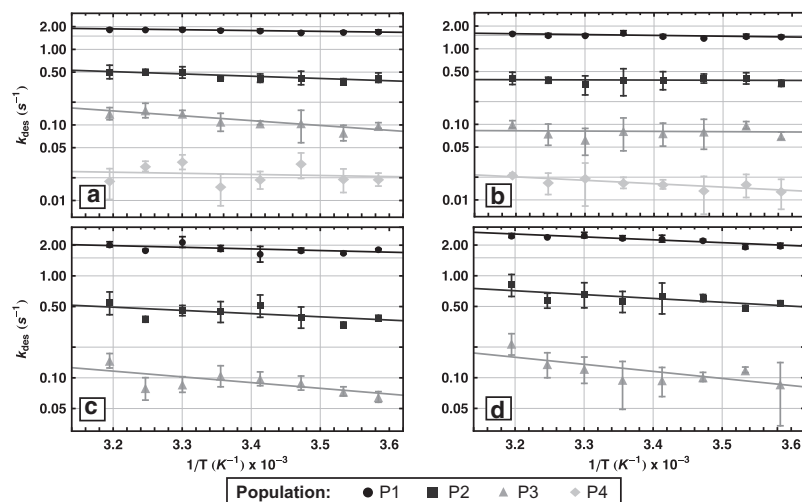 2.00
1.00
0.50
0.10
0.05
0.01
k_des (s⁻¹)
a
2.00
1.00
0.50
0.10
0.05
0.01
k_des (s⁻¹)
b
2.00
1.00
0.50
0.10
0.05
k_des (s⁻¹)
c
3.2 3.3 3.4 3.5 3.6
1/T (K⁻¹) x 10⁻³
2.00
1.00
0.50
0.10
0.05
k_des (s⁻¹)
d
3.2 3.3 3.4 3.5 3.6
1/T (K⁻¹) x 10⁻³
Population: P1 P2 P3 P4